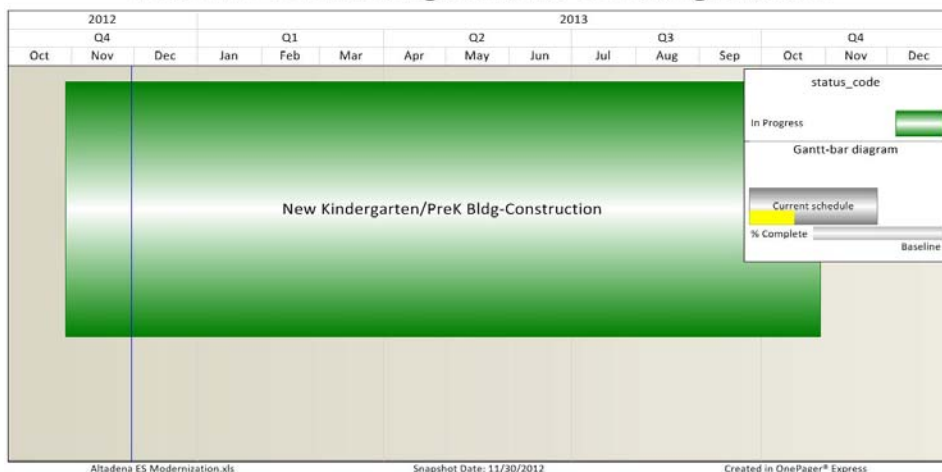 2012 2013
Q4 Q1 Q2 Q3 Q4
Oct Nov Dec Jan Feb Mar Apr May Jun Jul Aug Sep Oct Nov Dec
status_code
In Progress
Gantt-bar diagram
New Kindergarten/PreK Bldg-Construction
Current schedule
% Complete
Baseline
Altadena ES Modernization.xls Snapshot Date: 11/30/2012 Created in OnePager® Express